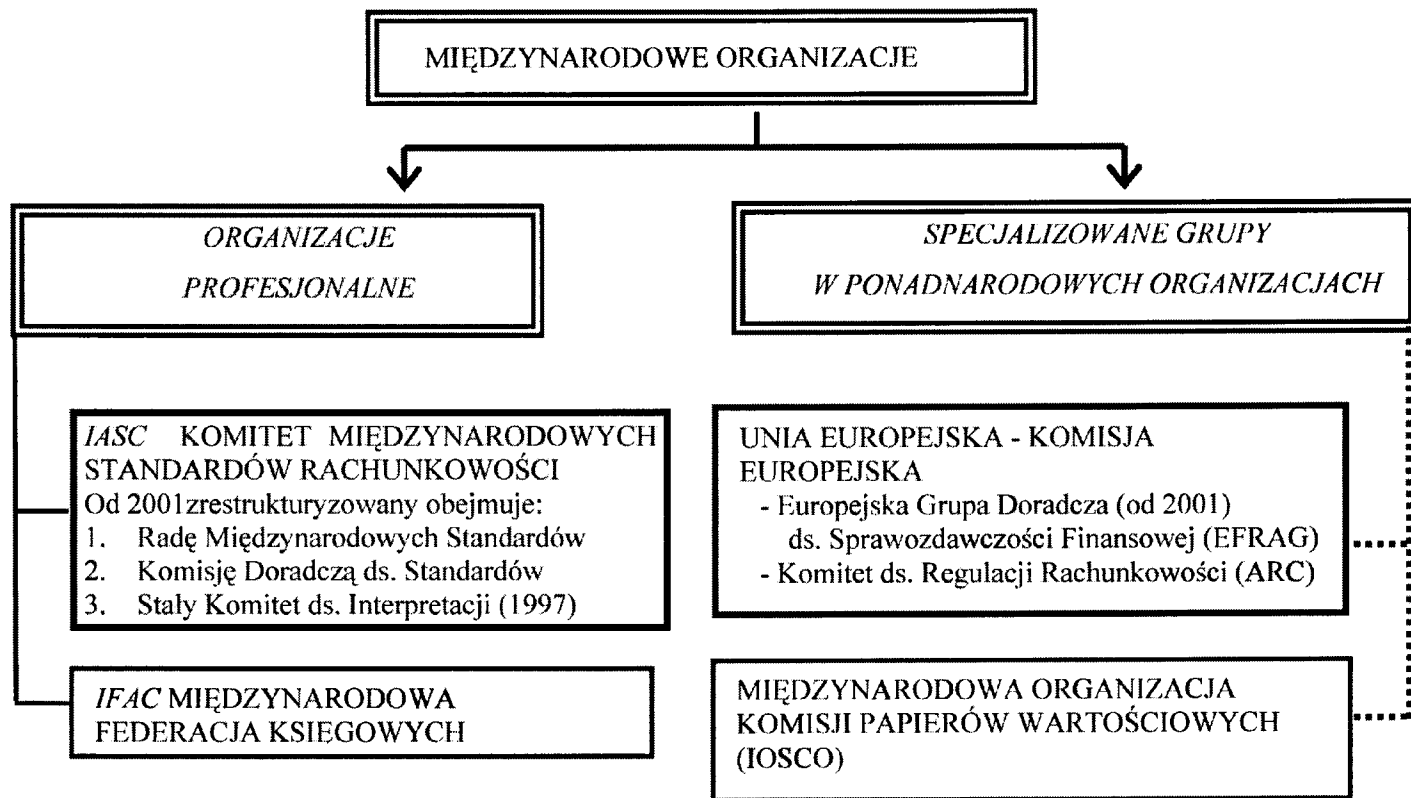 MIĘDZYNARODOWE ORGANIZACJE
ORGANIZACJE
PROFESJONALNE
SPECJALIZOWANE GRUPY
W PONADNARODOWYCH ORGANIZACJACH
IASC KOMITET MIĘDZYNARODOWYCH
STANDARDÓW RACHUNKOWOŚCI
Od 2001zrestrukturyzowany obejmuje:
1. Radę Międzynarodowych Standardów
2. Komisję Doradczą ds. Standardów
3. Stały Komitet ds. Interpretacji (1997)
IFAC MIĘDZYNARODOWA
FEDERACJA KSIĘGOWYCH
UNIA EUROPEJSKA - KOMISJA
EUROPEJSKA
- Europejska Grupa Doradcza (od 2001)
ds. Sprawozdawczości Finansowej (EFRAG)
- Komitet ds. Regulacji Rachunkowości (ARC)
MIĘDZYNARODOWA ORGANIZACJA
KOMISJI PAPIERÓW WARTOŚCIOWYCH
(IOSCO)